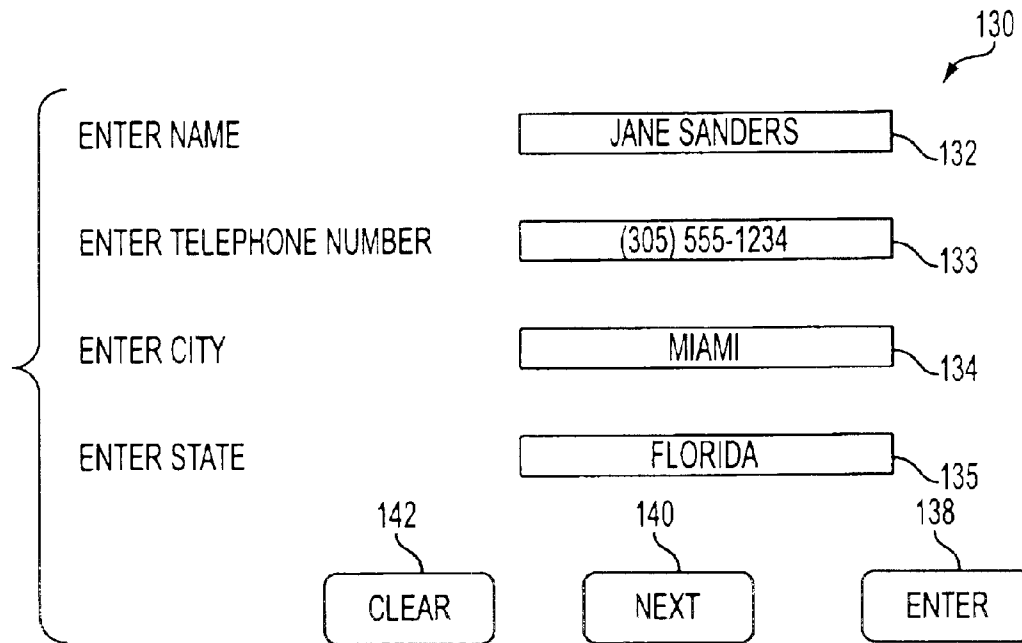 130
ENTER NAME JANE SANDERS 132
ENTER TELEPHONE NUMBER (305) 555-1234 133
ENTER CITY MIAMI 134
ENTER STATE FLORIDA 135
142 140 138
CLEAR NEXT ENTER